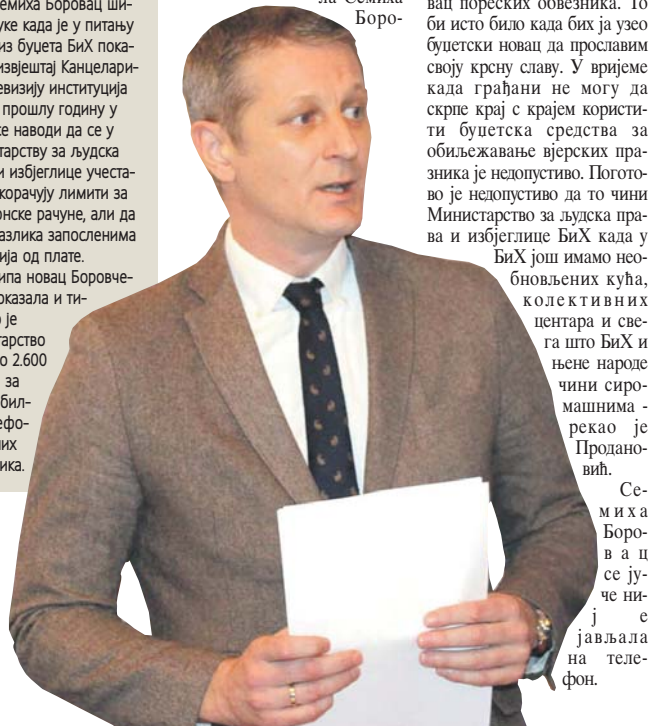 емиха Боровац ши-
уке када је у питању
из буџета БиХ пока-
извјештај Канцелари-
евизију институција
прошлу годину у
се наводи да се у
тарству за људска
и избјеглице учеста-
корачују лимити за
онске рачуне, али да
азлика запосленима
ија од плате.
ипа новац Боровче-
оказала и ти-
о је
тарство
о 2.600
за
бил-
ефо-
них
ика.
ла Семиха
Боро-
вац пореских обвезника. То
би исто било када бих ја узео
буџетски новац да прославим
своју крсну славу. У вријеме
када грађани не могу да
скрпе крај с крајем користи-
ти буџетска средства за
обиљежавање вјерских пра-
зника је недопустиво. Погото-
во је недопустиво да то чини
Министарство за људска пра-
ва и избјеглице БиХ када у
БиХ још имамо нео-
бновљених кућа,
колективних
центара и све-
га што БиХ и
њене народе
чини сиро-
машнима -
рекао је
Продано-
вић.
Се-
миха
Боро-
вац
се ју-
че ни-
ј е
јављала
на теле-
фон.